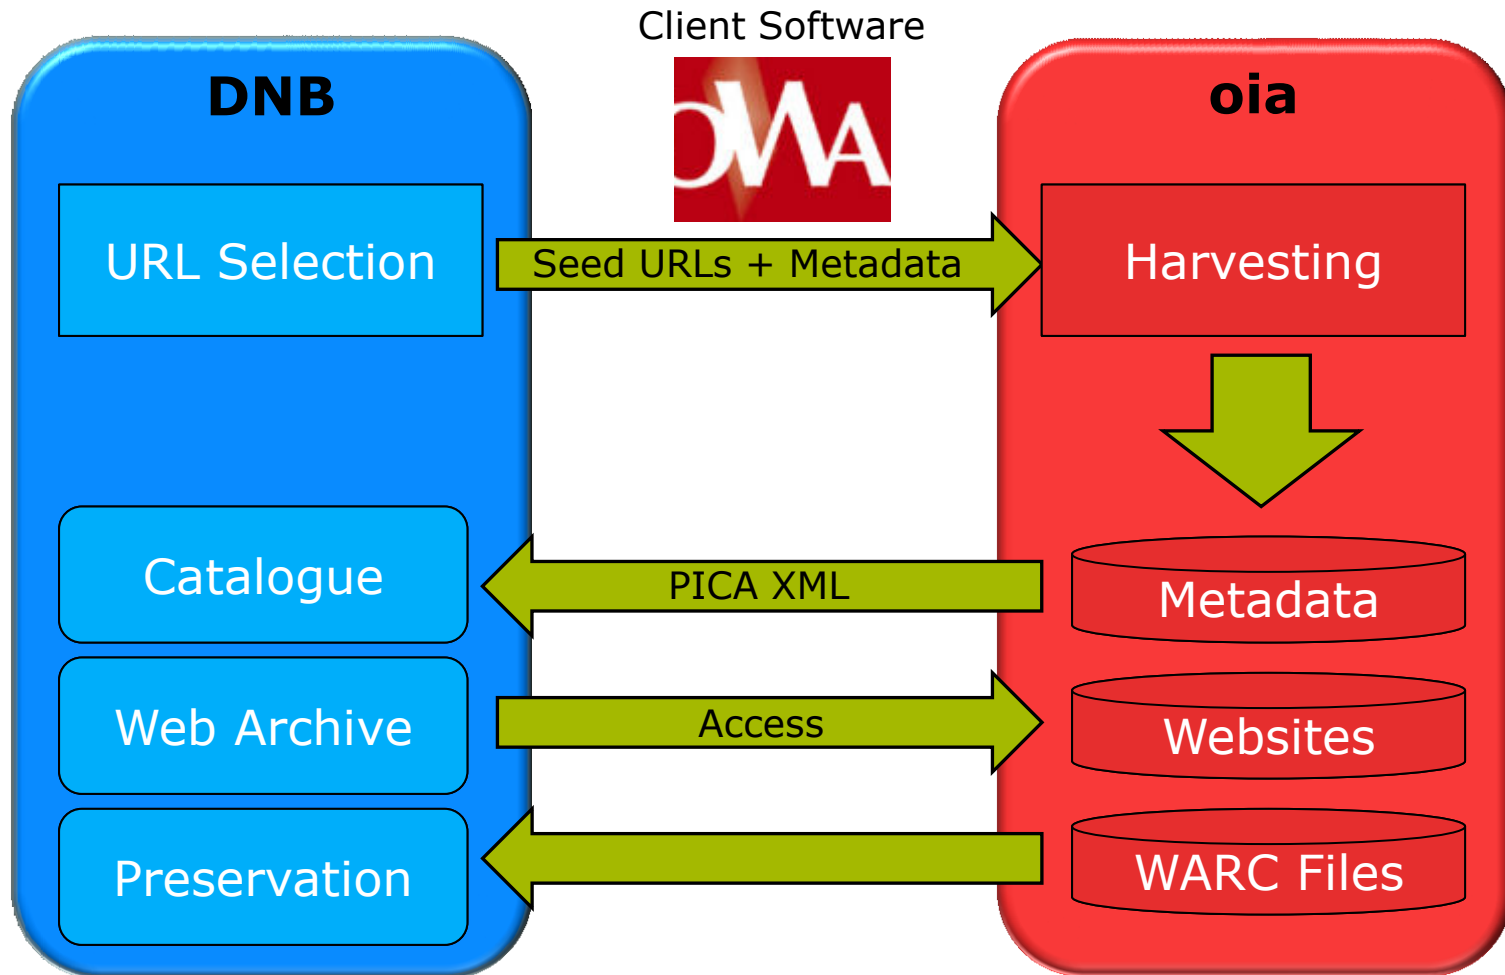 Client Software
DNB
OWA
oia
URL Selection
Seed URLs + Metadata
Harvesting
Catalogue
PICA XML
Metadata
Web Archive
Access
Websites
Preservation
WARC Files